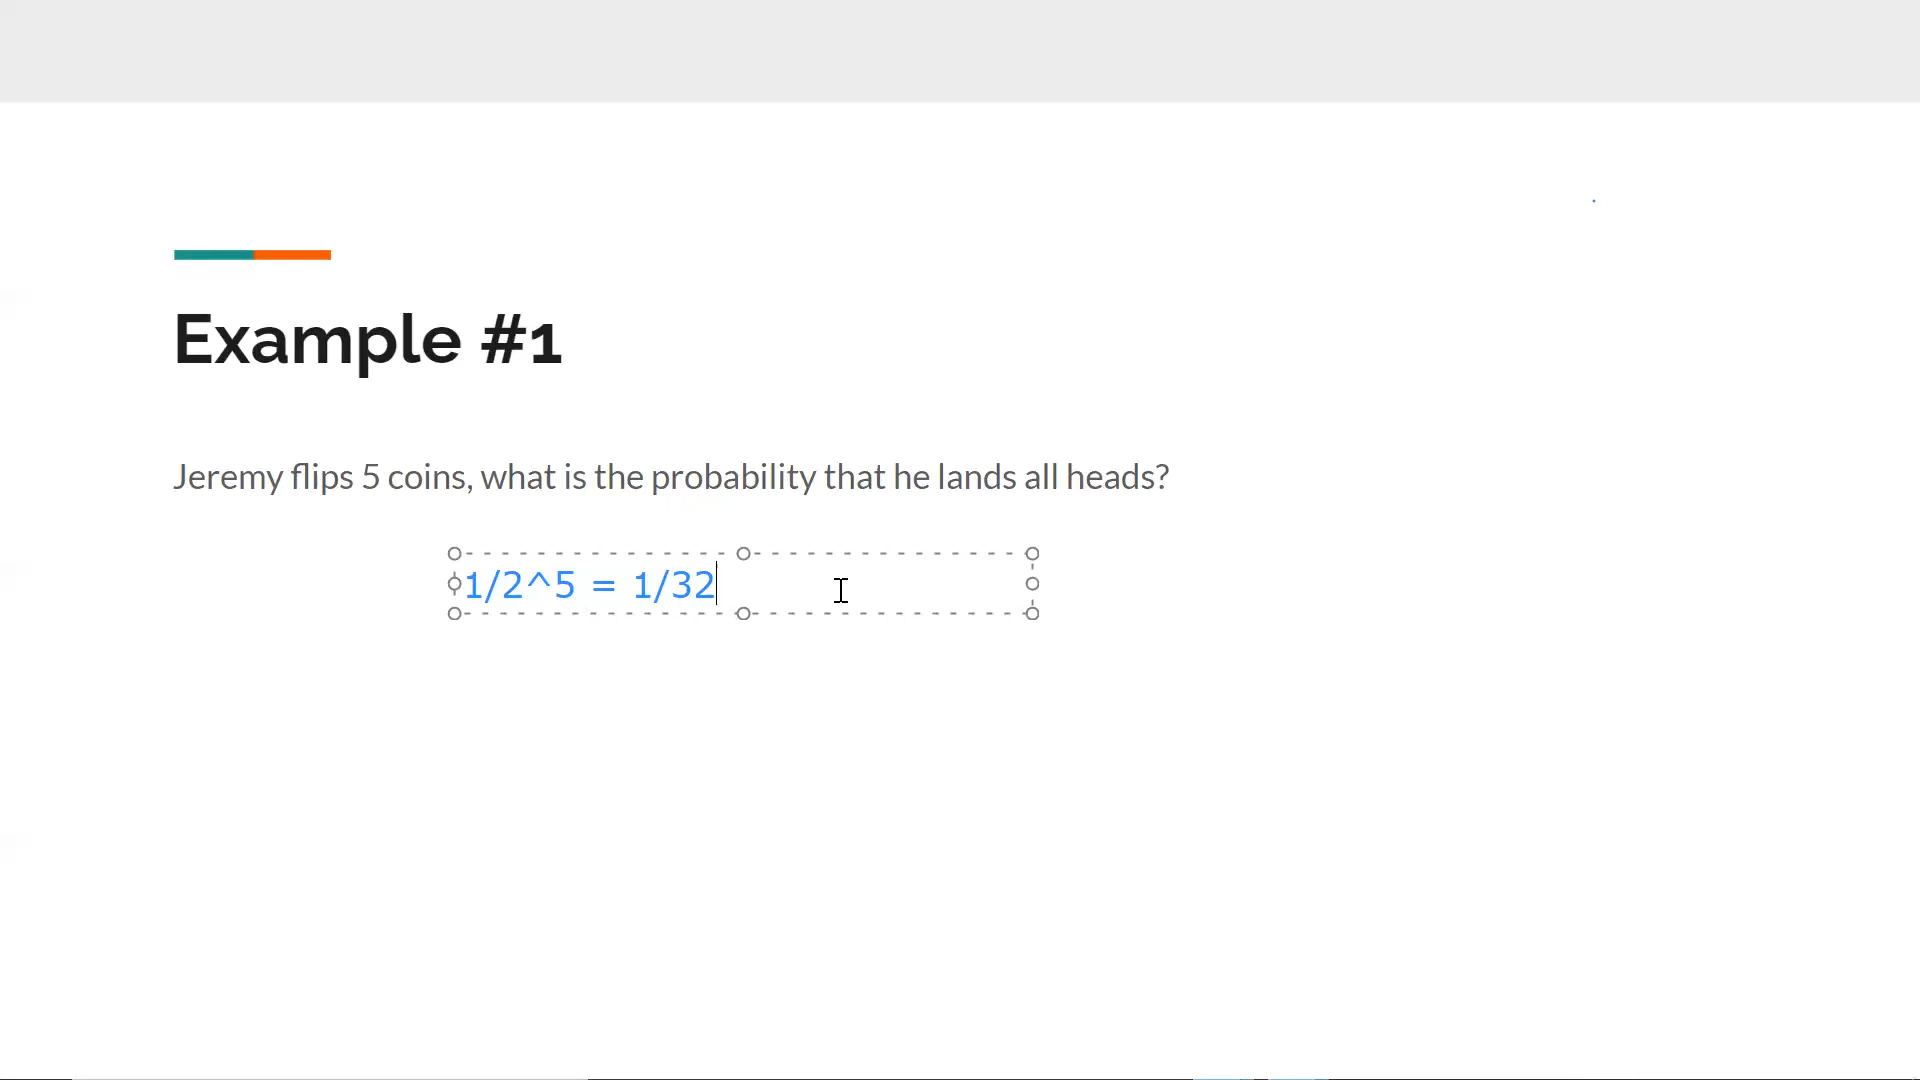 Example #1
Jeremy flips 5 coins, what is the probability that he lands all heads?
1/2^5 = 1/32